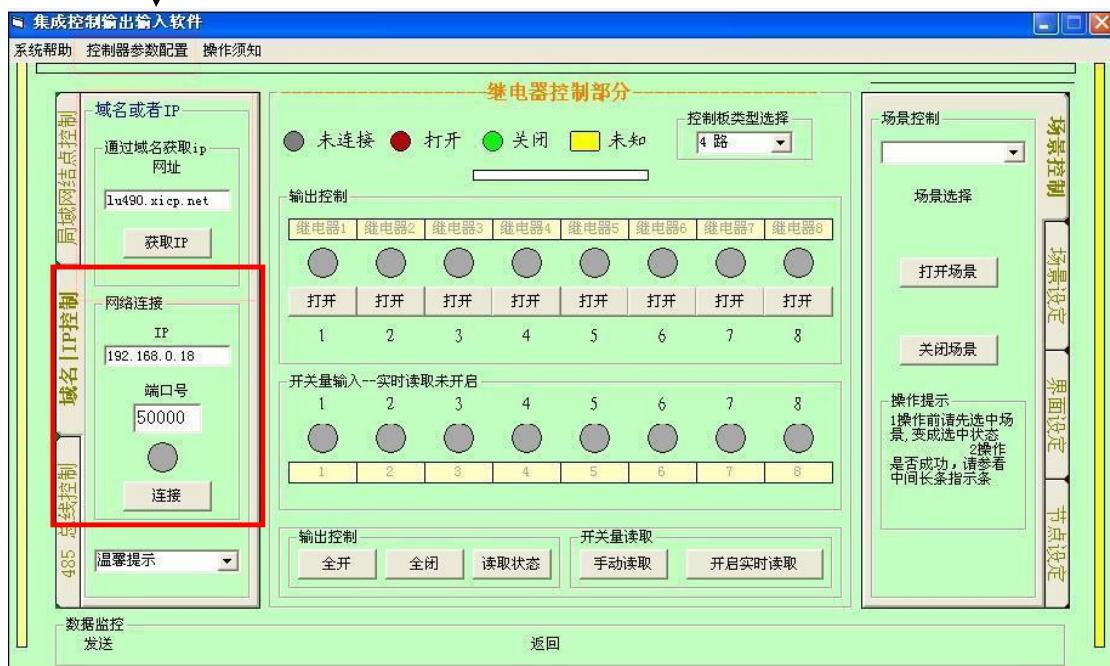 集成控制输出输入软件
系统帮助 控制器参数配置 操作须知
局域网结点控制
域名|IP控制
485 总线控制
域名或者IP
通过域名获取ip
网址
lu490.xicp.net
获取IP
网络连接
IP
192.168.0.18
端口号
50000
连接
温馨提示
继电器控制部分
未连接 打开 关闭 未知
控制板类型选择
4 路
输出控制
继电器1 继电器2 继电器3 继电器4 继电器5 继电器6 继电器7 继电器8
打开 打开 打开 打开 打开 打开 打开 打开
1 2 3 4 5 6 7 8
开关量输入--实时读取未开启
1 2 3 4 5 6 7 8
1 2 3 4 5 6 7 8
输出控制
全开 全闭 读取状态
开关量读取
手动读取 开启实时读取
场景控制
场景选择
打开场景
关闭场景
操作提示
1操作前请先选中场
景,变成选中状态
2操作
是否成功，请参看
中间长条指示条
场景控制
场景设定
界面设定
节点设定
数据监控
发送 返回